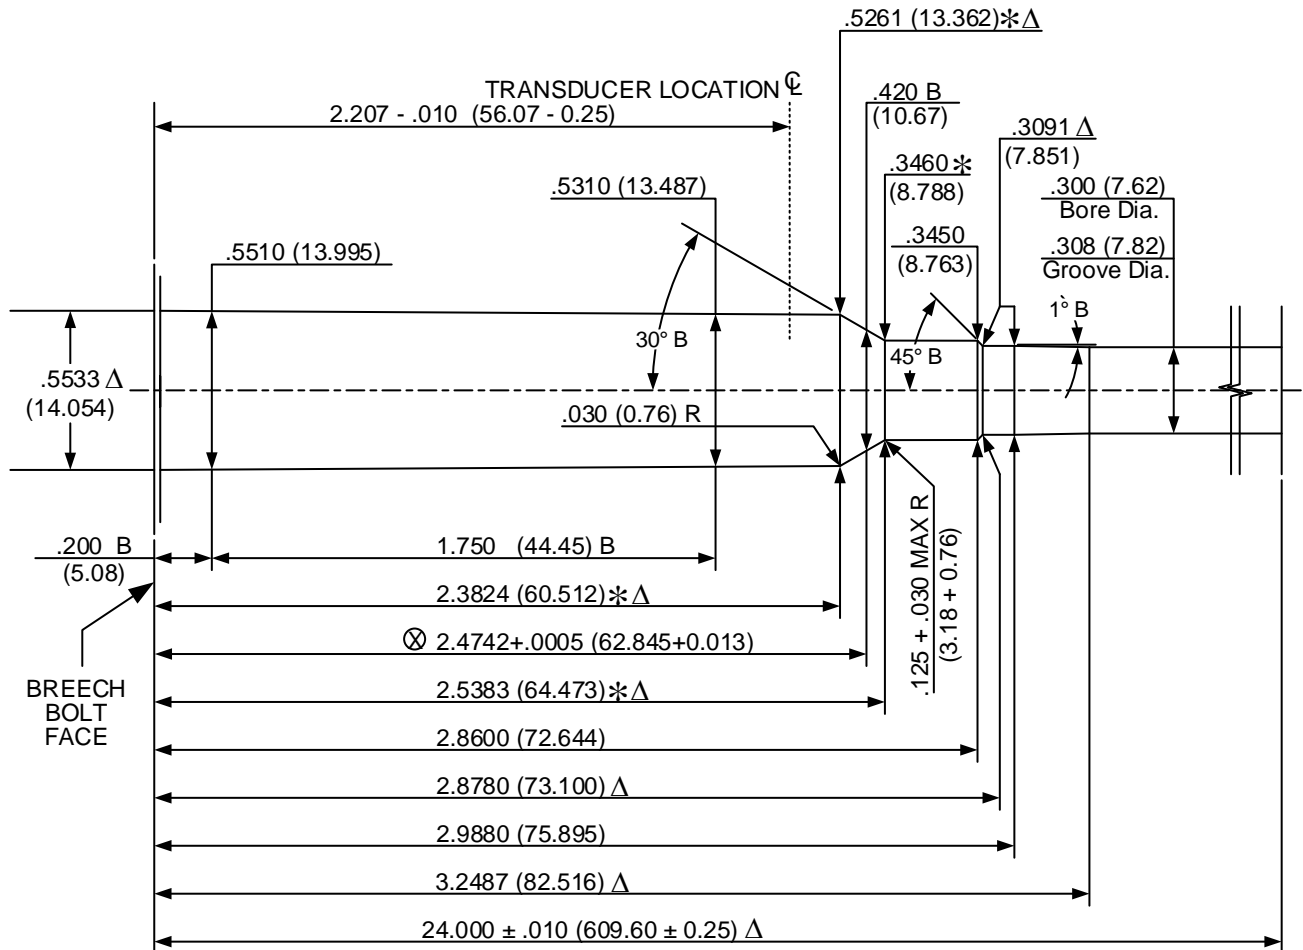 .5261 (13.362)✻Δ
TRANSDUCER LOCATION ℄
2.207 - .010 (56.07 - 0.25)
.420 B
(10.67)
.3091 Δ
(7.851)
.3460 ✻
(8.788)
.5310 (13.487)
.300 (7.62)
Bore Dia.
.5510 (13.995)
.3450
(8.763)
.308 (7.82)
Groove Dia.
1° B
30° B
45° B
.5533 Δ
(14.054)
.030 (0.76) R
.125 + .030 MAX R
(3.18 + 0.76)
.200 B
(5.08)
1.750 (44.45) B
2.3824 (60.512)✻Δ
ⓧ 2.4742+.0005 (62.845+0.013)
BREECH
BOLT
FACE
2.5383 (64.473)✻Δ
2.8600 (72.644)
2.8780 (73.100) Δ
2.9880 (75.895)
3.2487 (82.516) Δ
24.000 ± .010 (609.60 ± 0.25) Δ